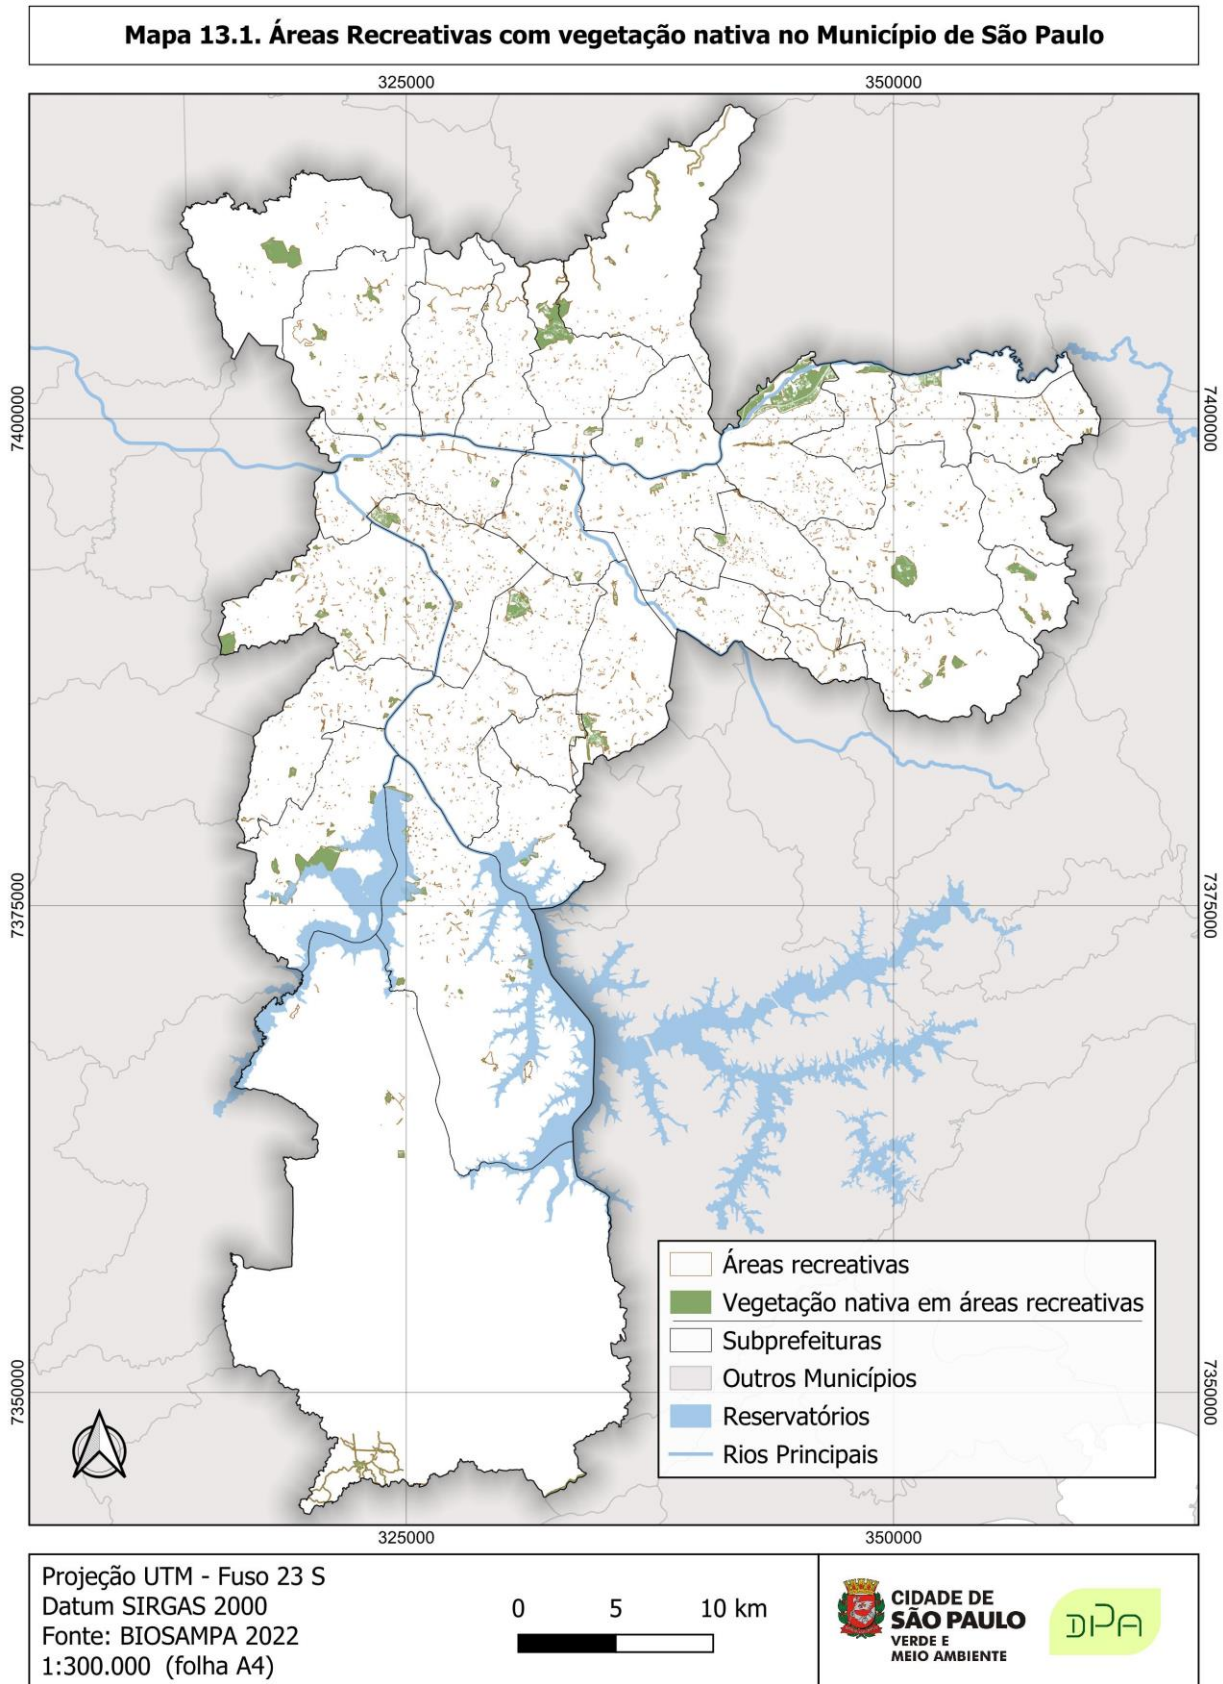 Mapa 13.1. Áreas Recreativas com vegetação nativa no Município de São Paulo
325000
350000
7400000
7400000
7375000
7375000
7350000
7350000
Áreas recreativas
Vegetação nativa em áreas recreativas
Subprefeituras
Outros Municípios
Reservatórios
Rios Principais
325000
350000
Projeção UTM - Fuso 23 S
Datum SIRGAS 2000
Fonte: BIOSAMPA 2022
1:300.000 (folha A4)
0 5 10 km
CIDADE DE
SÃO PAULO
VERDE E
MEIO AMBIENTE
DPA